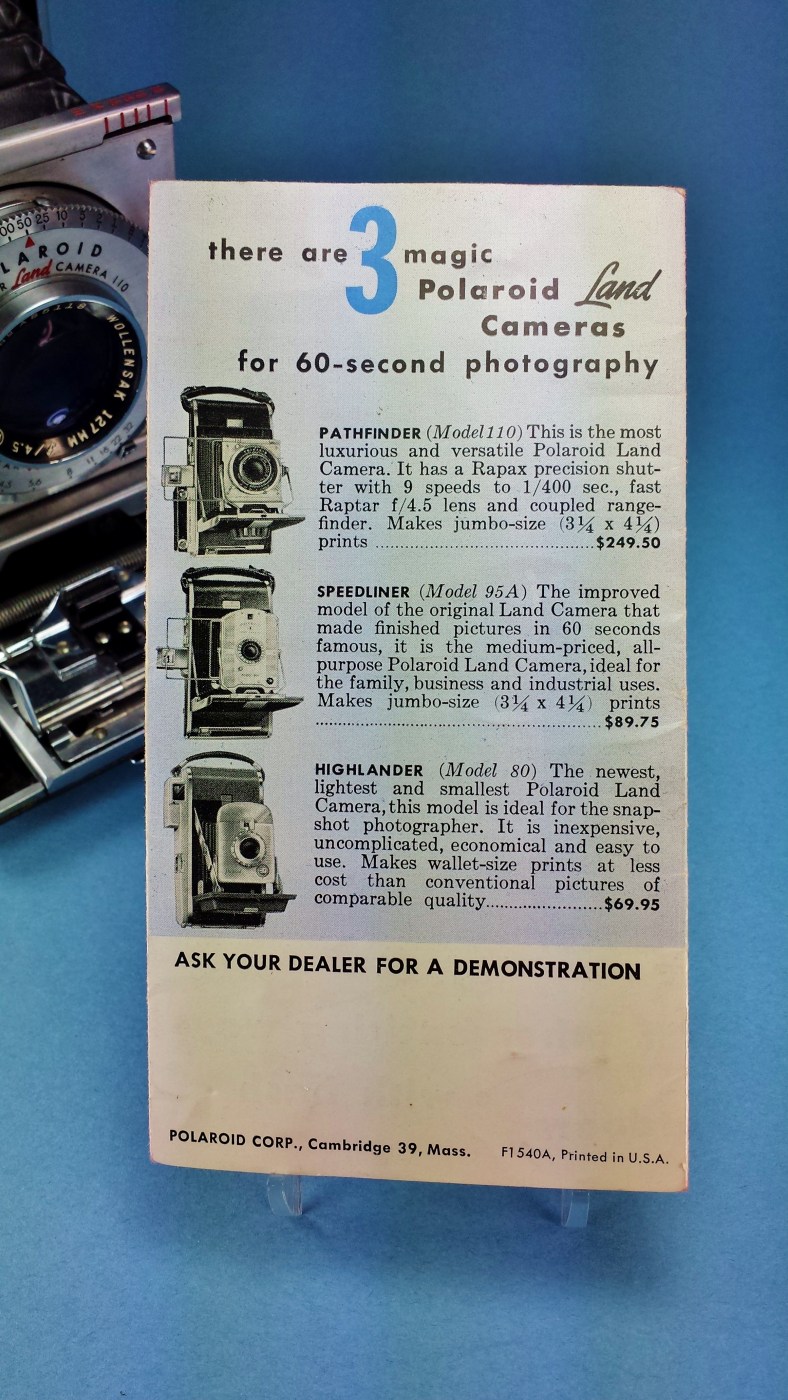 there are 3 magic
Polaroid Land
Cameras
for 60-second photography
PATHFINDER (Model 110) This is the most
luxurious and versatile Polaroid Land
Camera. It has a Rapax precision shut-
ter with 9 speeds to 1/400 sec., fast
Raptar f/4.5 lens and coupled range-
finder. Makes jumbo-size (3¼ x 4¼)
prints ........................................$249.50
SPEEDLINER (Model 95A) The improved
model of the original Land Camera that
made finished pictures in 60 seconds
famous, it is the medium-priced, all-
purpose Polaroid Land Camera, ideal for
the family, business and industrial uses.
Makes jumbo-size (3¼ x 4¼) prints
....................................................$89.75
HIGHLANDER (Model 80) The newest,
lightest and smallest Polaroid Land
Camera, this model is ideal for the snap-
shot photographer. It is inexpensive,
uncomplicated, economical and easy to
use. Makes wallet-size prints at less
cost than conventional pictures of
comparable quality.......................$69.95
ASK YOUR DEALER FOR A DEMONSTRATION
POLAROID CORP., Cambridge 39, Mass. F1540A, Printed in U.S.A.
50 25 10
LAROID
Land CAMERA 110
WOLLENSAK 127 MM f/4.5